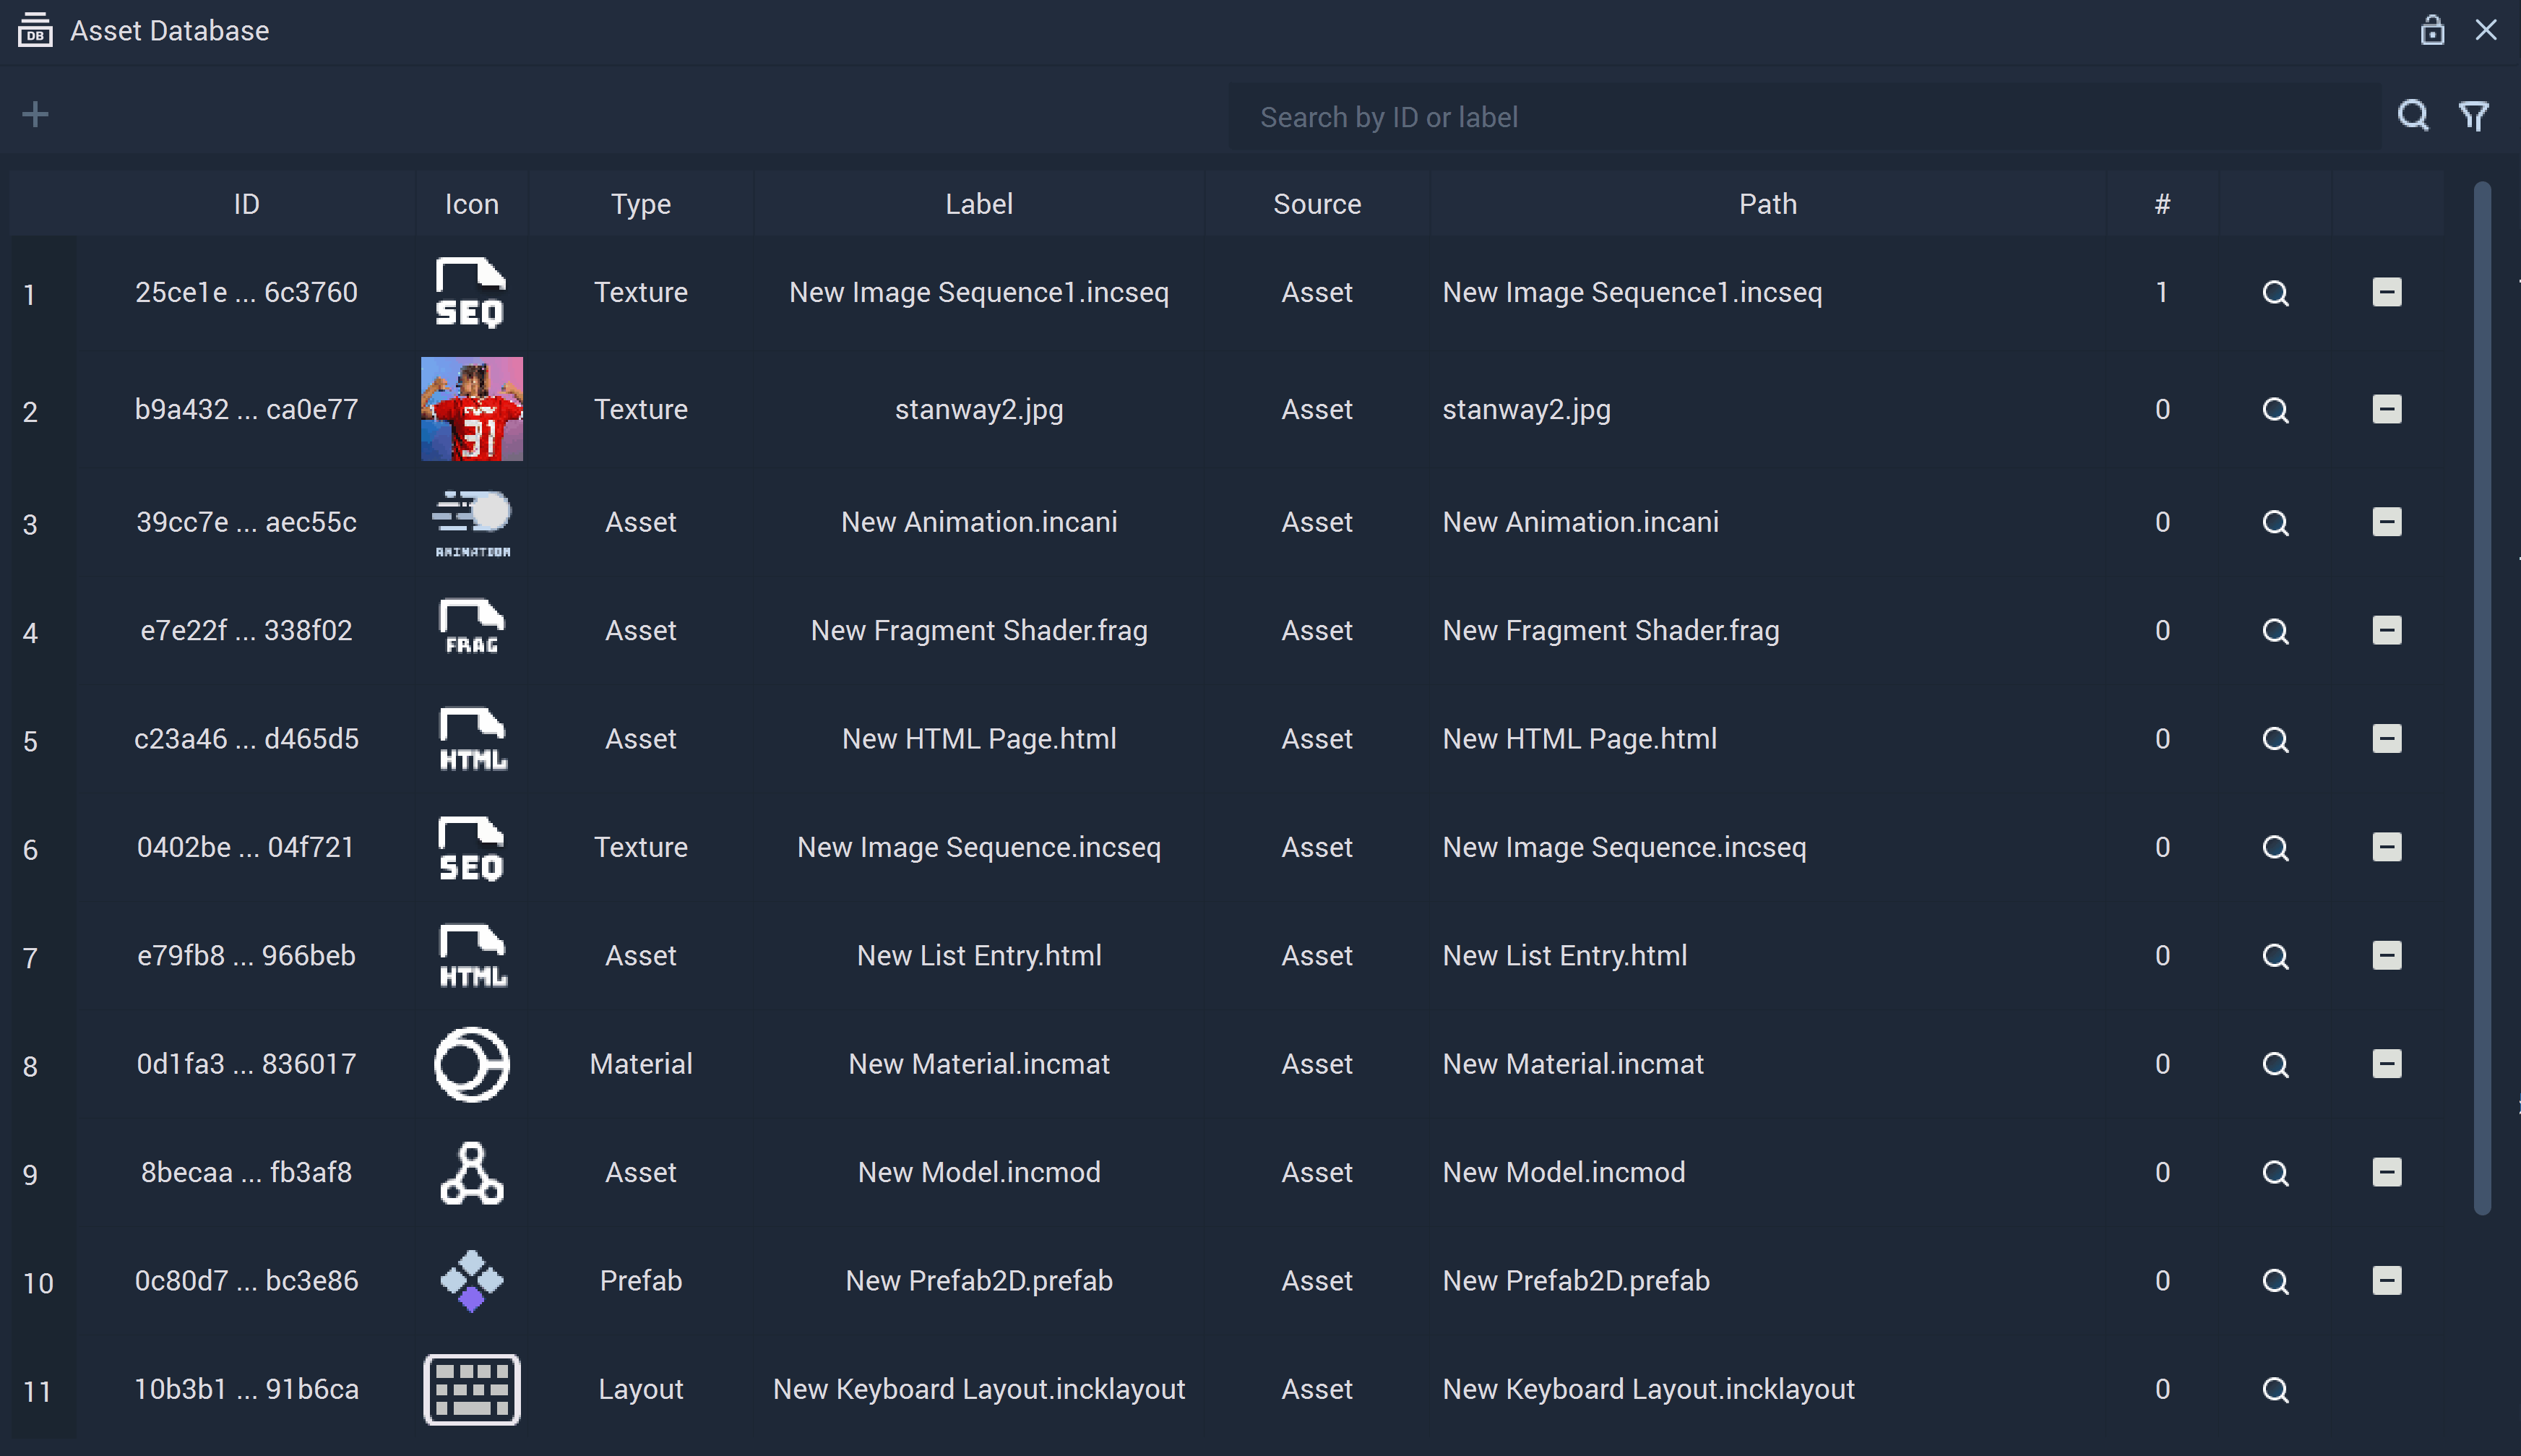 DB Asset Database
+ Search by ID or label
ID Icon Type Label Source Path #
1 25ce1e ... 6c3760 SEQ Texture New Image Sequence1.incseq Asset New Image Sequence1.incseq 1
2 b9a432 ... ca0e77 31 Texture stanway2.jpg Asset stanway2.jpg 0
3 39cc7e ... aec55c ANIMATION Asset New Animation.incani Asset New Animation.incani 0
4 e7e22f ... 338f02 FRAG Asset New Fragment Shader.frag Asset New Fragment Shader.frag 0
5 c23a46 ... d465d5 HTML Asset New HTML Page.html Asset New HTML Page.html 0
6 0402be ... 04f721 SEQ Texture New Image Sequence.incseq Asset New Image Sequence.incseq 0
7 e79fb8 ... 966beb HTML Asset New List Entry.html Asset New List Entry.html 0
8 0d1fa3 ... 836017 Material New Material.incmat Asset New Material.incmat 0
9 8becaa ... fb3af8 Asset New Model.incmod Asset New Model.incmod 0
10 0c80d7 ... bc3e86 Prefab New Prefab2D.prefab Asset New Prefab2D.prefab 0
11 10b3b1 ... 91b6ca Layout New Keyboard Layout.incklayout Asset New Keyboard Layout.incklayout 0